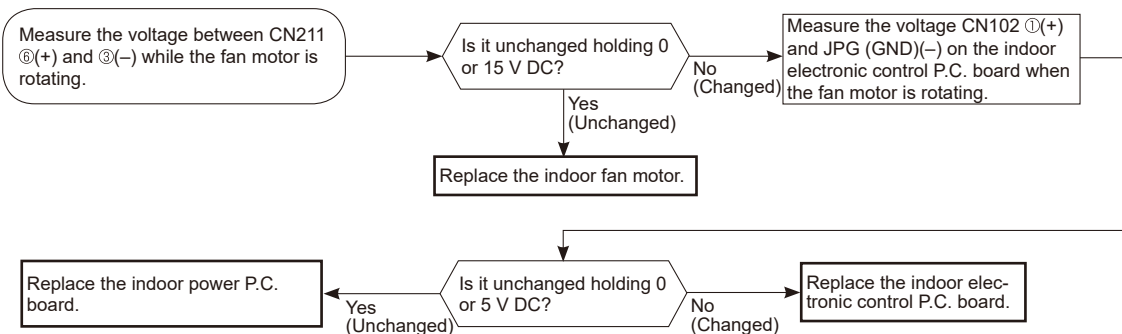 Measure the voltage between CN211
⑥(+) and ③(–) while the fan motor is
rotating.
Is it unchanged holding 0
or 15 V DC?
No
(Changed)
Measure the voltage CN102 ①(+)
and JPG (GND)(–) on the indoor
electronic control P.C. board when
the fan motor is rotating.
Yes
(Unchanged)
Replace the indoor fan motor.
Replace the indoor power P.C.
board.
Yes
(Unchanged)
Is it unchanged holding 0
or 5 V DC?
No
(Changed)
Replace the indoor elec-
tronic control P.C. board.